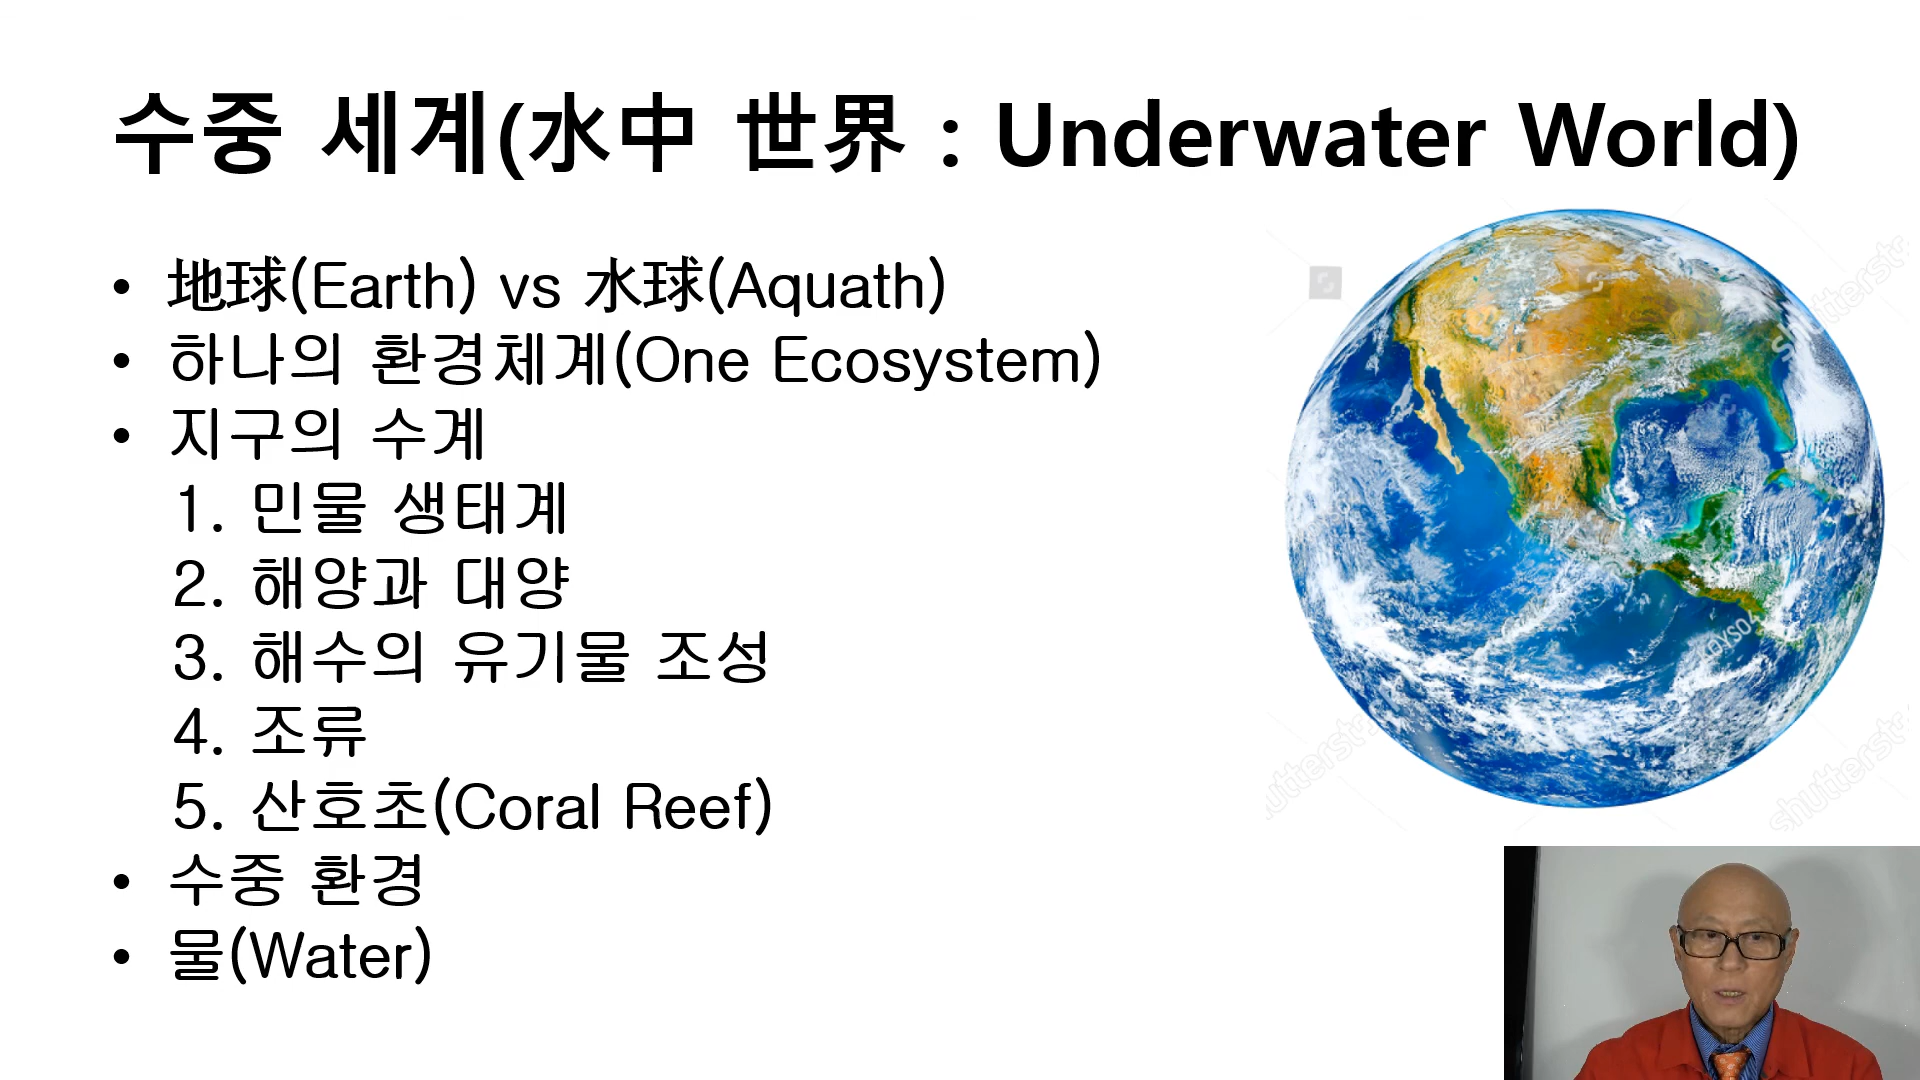 수중 세계(水中 世界 : Underwater World)
• 地球(Earth) vs 水球(Aquath)
• 하나의 환경체계(One Ecosystem)
• 지구의 수계
1. 민물 생태계
2. 해양과 대양
3. 해수의 유기물 조성
4. 조류
5. 산호초(Coral Reef)
• 수중 환경
• 물(Water)